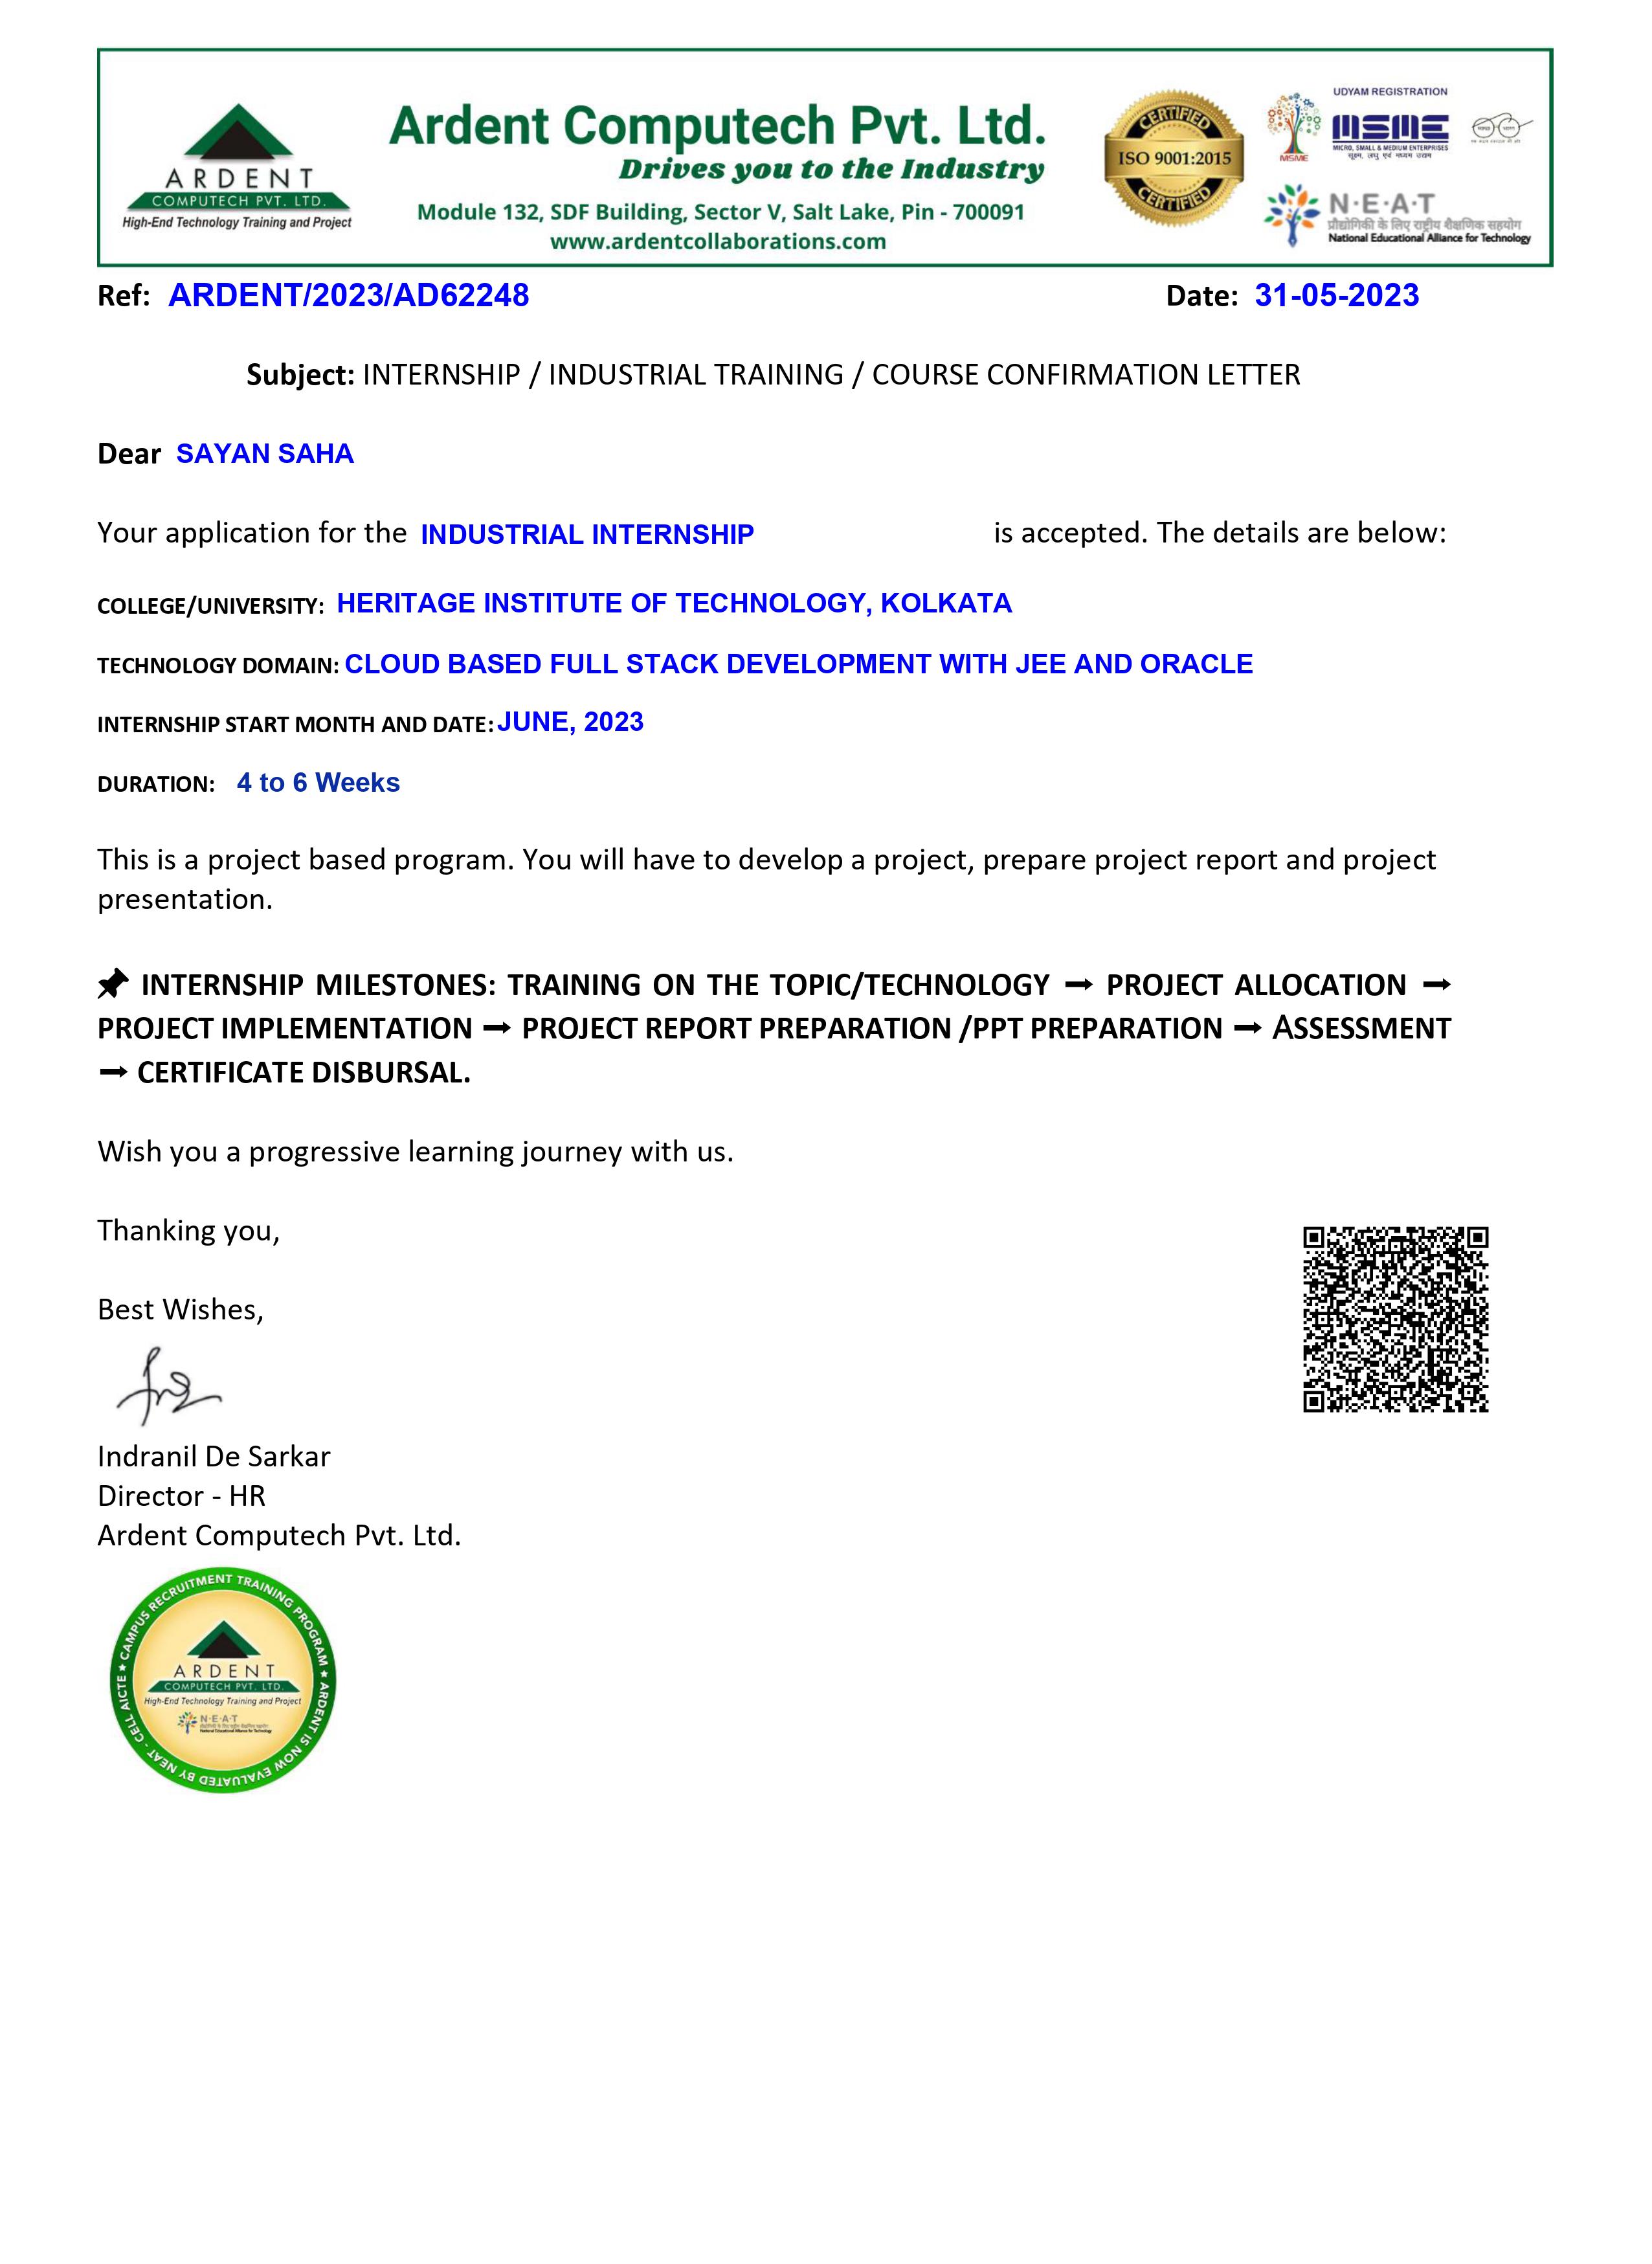 ARDENT
COMPUTECH PVT. LTD.
High-End Technology Training and Project
Ardent Computech Pvt. Ltd.
Drives you to the Industry
Module 132, SDF Building, Sector V, Salt Lake, Pin - 700091
www.ardentcollaborations.com
CERTIFIED
ISO 9001:2015
CERTIFIED
MSME
UDYAM REGISTRATION
MSME
MICRO, SMALL & MEDIUM ENTERPRISES
सूक्ष्म, लघु एवं मध्यम उद्यम
N·E·A·T
प्रौद्योगिकी के लिए राष्ट्रीय शैक्षणिक सहयोग
National Educational Alliance for Technology
Ref: ARDENT/2023/AD62248 Date: 31-05-2023
Subject: INTERNSHIP / INDUSTRIAL TRAINING / COURSE CONFIRMATION LETTER
Dear SAYAN SAHA
Your application for the INDUSTRIAL INTERNSHIP is accepted. The details are below:
COLLEGE/UNIVERSITY: HERITAGE INSTITUTE OF TECHNOLOGY, KOLKATA
TECHNOLOGY DOMAIN: CLOUD BASED FULL STACK DEVELOPMENT WITH JEE AND ORACLE
INTERNSHIP START MONTH AND DATE: JUNE, 2023
DURATION: 4 to 6 Weeks
This is a project based program. You will have to develop a project, prepare project report and project
presentation.
INTERNSHIP MILESTONES: TRAINING ON THE TOPIC/TECHNOLOGY → PROJECT ALLOCATION →
PROJECT IMPLEMENTATION → PROJECT REPORT PREPARATION /PPT PREPARATION → ASSESSMENT
→ CERTIFICATE DISBURSAL.
Wish you a progressive learning journey with us.
Thanking you,
Best Wishes,
Indranil De Sarkar
Director - HR
Ardent Computech Pvt. Ltd.
CAMPUS RECRUITMENT TRAINING PROGRAM ★ ARDENT IS NOW EVALUATED BY NEAT - CELL AICTE ★
ARDENT
COMPUTECH PVT. LTD.
High-End Technology Training and Project
N·E·A·T
National Educational Alliance for Technology